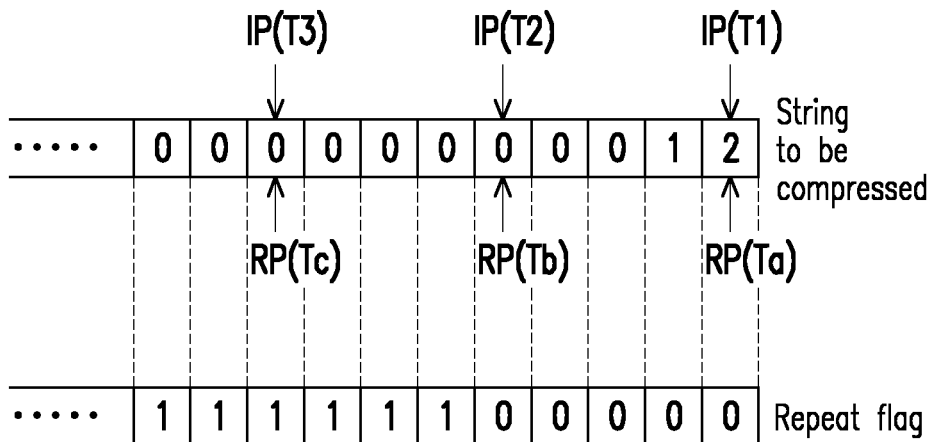 IP(T3) IP(T2) IP(T1)
..... 0 0 0 0 0 0 0 0 0 1 2 String to be compressed
RP(Tc) RP(Tb) RP(Ta)
..... 1 1 1 1 1 1 0 0 0 0 0 Repeat flag